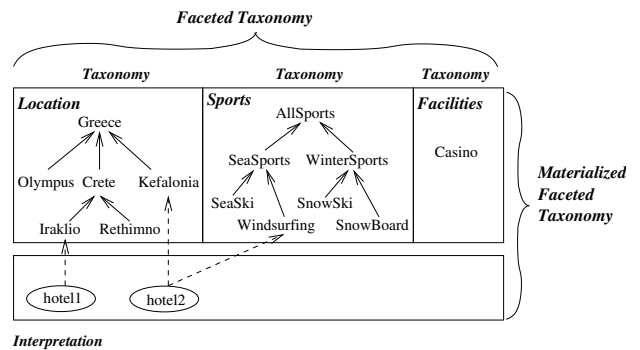 Faceted Taxonomy
Taxonomy Taxonomy Taxonomy
Location Sports Facilities
Greece AllSports
Casino
SeaSports WinterSports
Olympus Crete Kefalonia
SeaSki SnowSki
Iraklio Rethimno Windsurfing SnowBoard
Materialized
Faceted
Taxonomy
hotel1 hotel2
Interpretation